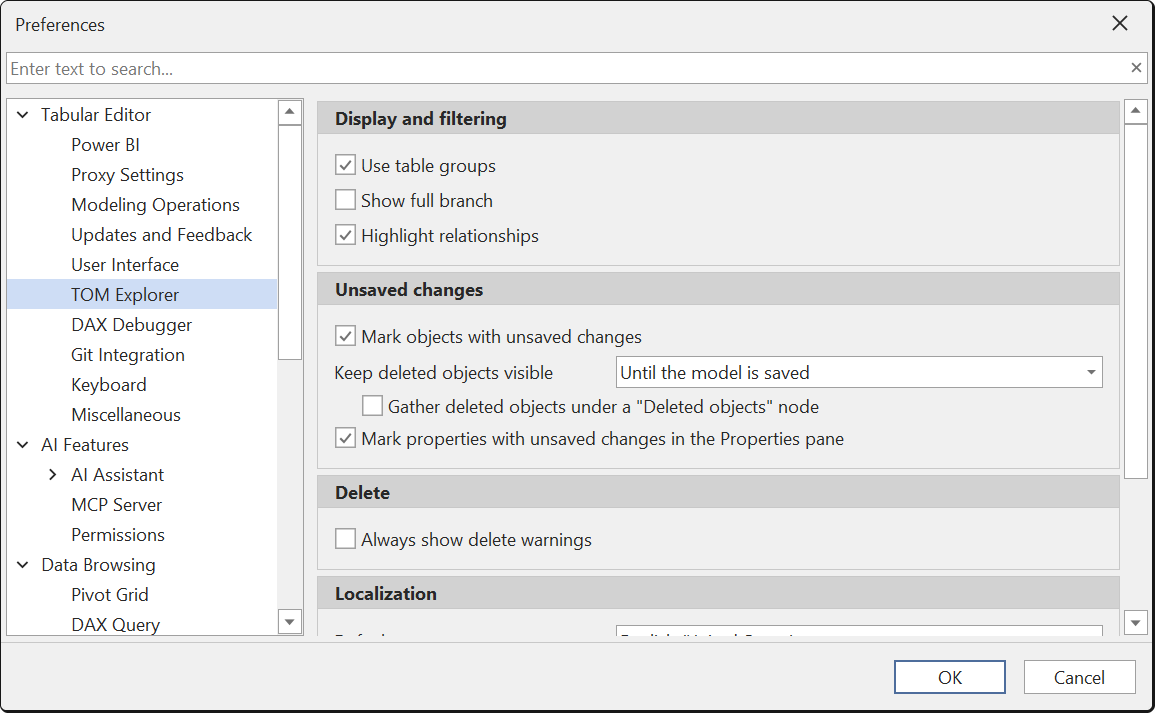 Preferences
Enter text to search...
Tabular Editor
Power BI
Proxy Settings
Modeling Operations
Updates and Feedback
User Interface
TOM Explorer
DAX Debugger
Git Integration
Keyboard
Miscellaneous
AI Features
AI Assistant
MCP Server
Permissions
Data Browsing
Pivot Grid
DAX Query
Display and filtering
Use table groups
Show full branch
Highlight relationships
Unsaved changes
Mark objects with unsaved changes
Keep deleted objects visible Until the model is saved
Gather deleted objects under a "Deleted objects" node
Mark properties with unsaved changes in the Properties pane
Delete
Always show delete warnings
Localization
OK Cancel